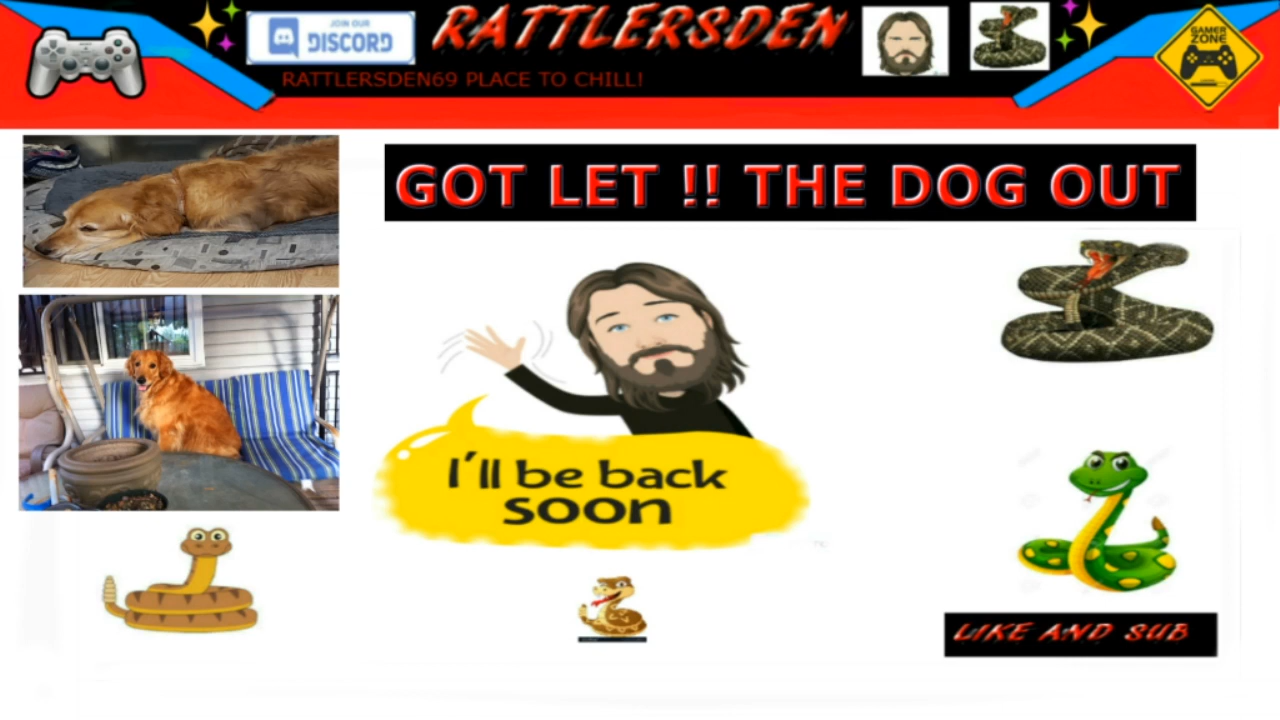 JOIN OUR
DISCORD
RATTLERSDEN
RATTLERSDEN69 PLACE TO CHILL!
GAMER
ZONE
GOT LET !! THE DOG OUT
I'll be back
soon
LIKE AND SUB